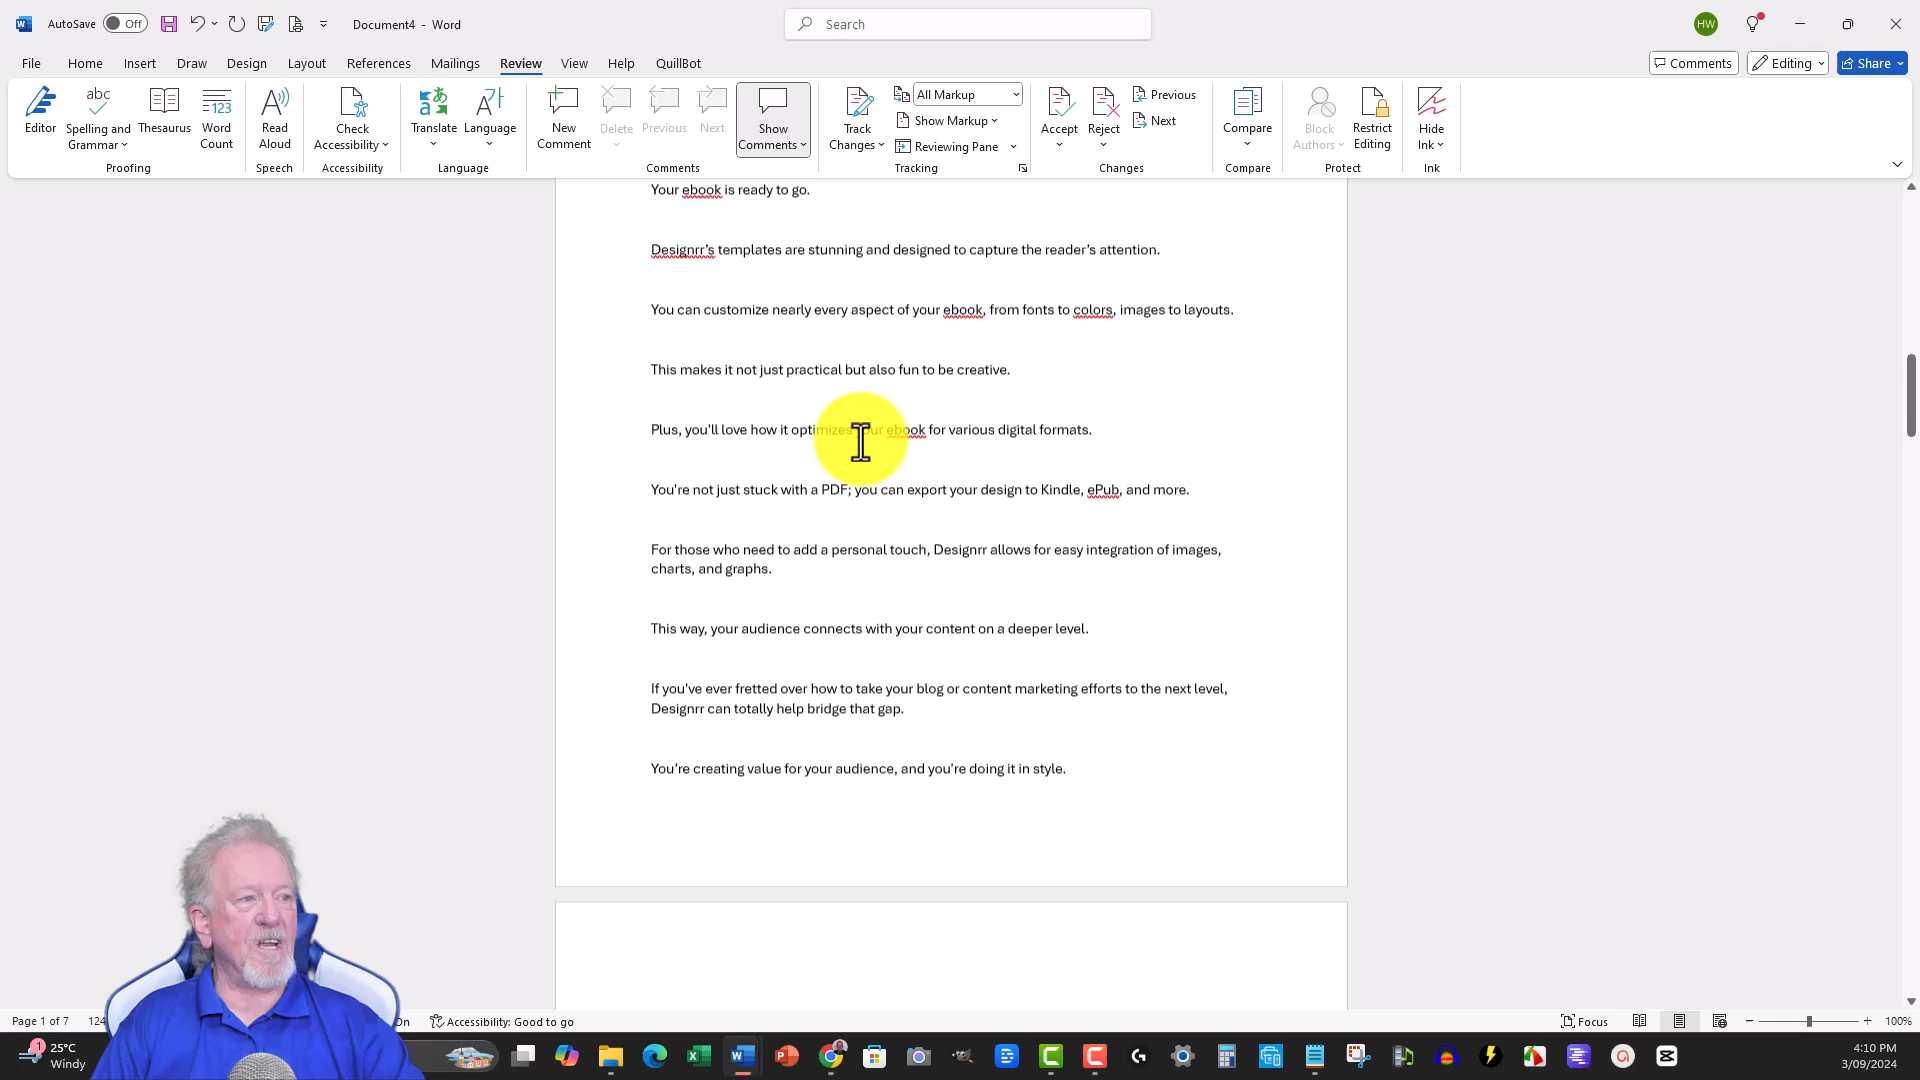 AutoSave Off Document4 - Word Search HW
File Home Insert Draw Design Layout References Mailings Review View Help QuillBot Comments Editing Share
Editor
Spelling and Grammar
Thesaurus
Word Count
Read Aloud
Check Accessibility
Translate
Language
New Comment
Delete
Previous
Next
Show Comments
Track Changes
All Markup
Show Markup
Reviewing Pane
Accept
Reject
Previous
Next
Compare
Block Authors
Restrict Editing
Hide Ink
Proofing Speech Accessibility Language Comments Tracking Changes Compare Protect Ink
Your ebook is ready to go.
Designrr’s templates are stunning and designed to capture the reader’s attention.
You can customize nearly every aspect of your ebook, from fonts to colors, images to layouts.
This makes it not just practical but also fun to be creative.
Plus, you'll love how it optimizes your ebook for various digital formats.
You're not just stuck with a PDF; you can export your design to Kindle, ePub, and more.
For those who need to add a personal touch, Designrr allows for easy integration of images,
charts, and graphs.
This way, your audience connects with your content on a deeper level.
If you've ever fretted over how to take your blog or content marketing efforts to the next level,
Designrr can totally help bridge that gap.
You’re creating value for your audience, and you're doing it in style.
Page 1 of 7 124 On Accessibility: Good to go Focus 100%
1 25°C
Windy
4:10 PM
3/09/2024